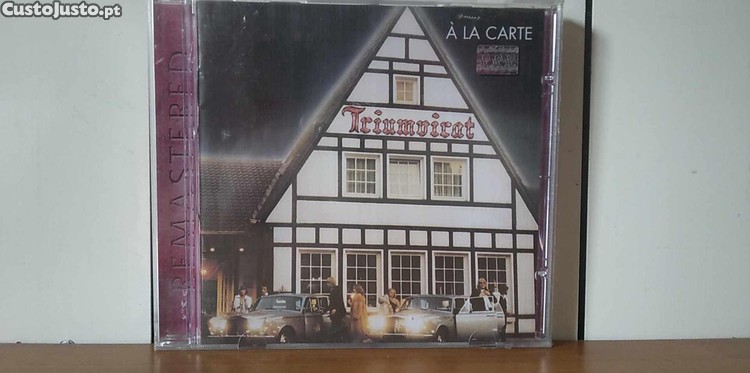 CustoJusto.pt
À LA CARTE
Triumvirat
REMASTERED